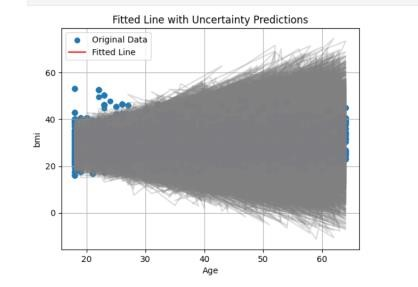 Fitted Line with Uncertainty Predictions
Original Data
Fitted Line
60
40
20
0
bmi
20
30
40
50
60
Age